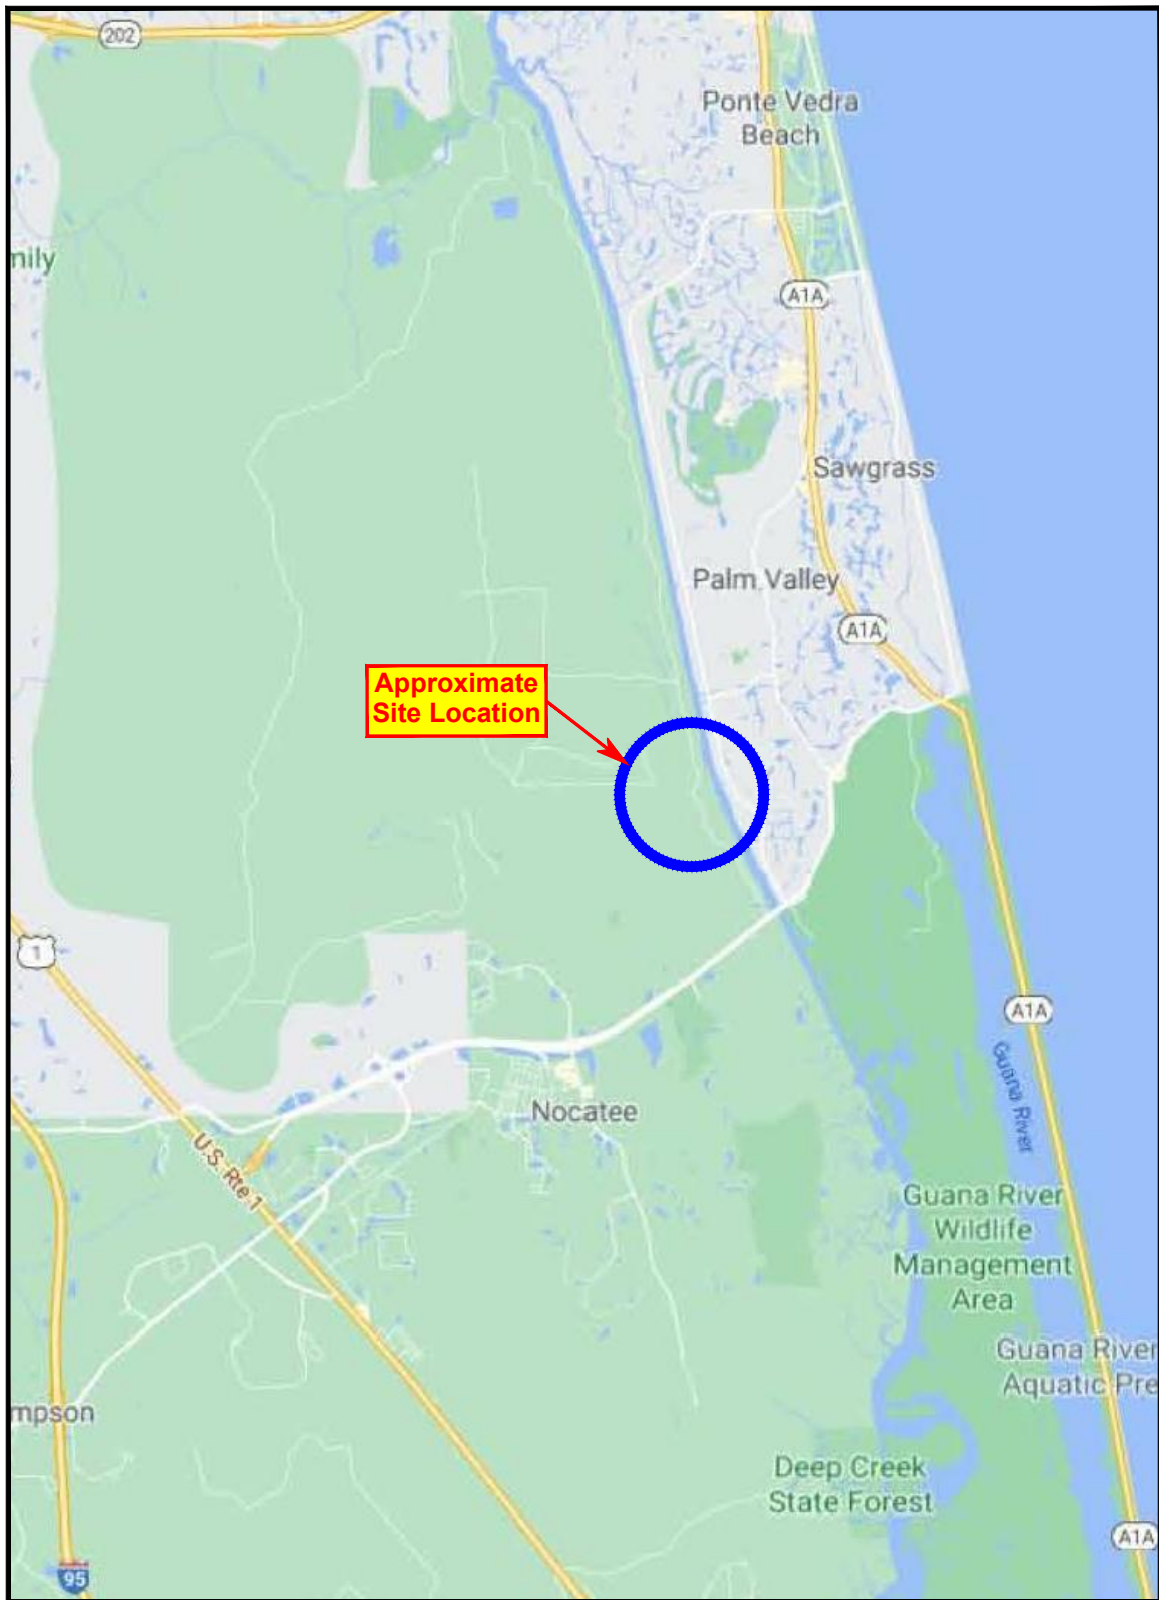 202
Ponte Vedra
Beach
mily
A1A
Sawgrass
Palm Valley
A1A
Approximate
Site Location
1
A1A
Guana River
Nocatee
U.S. Rte 1
Guana River
Wildlife
Management
Area
Guana River
Aquatic Pre
mpson
Deep Creek
State Forest
A1A
95